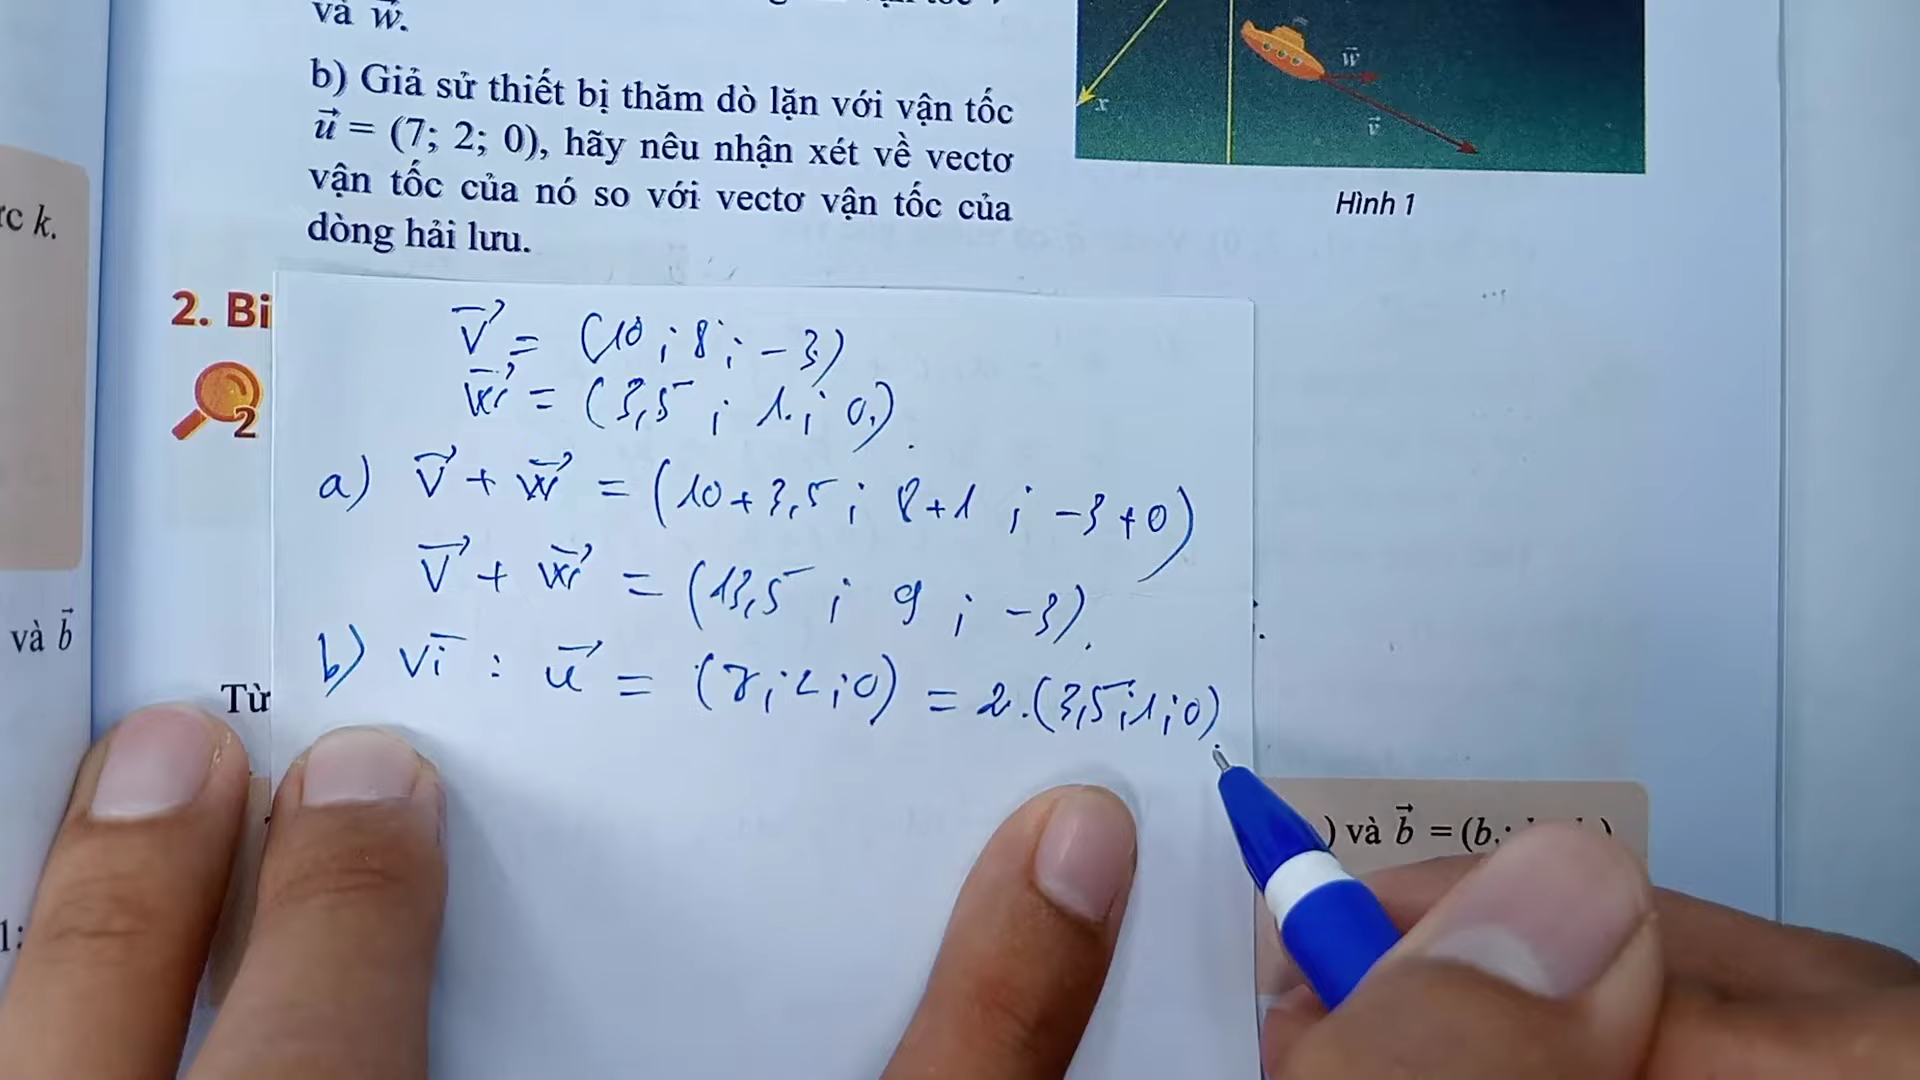 và w⃗.
b) Giả sử thiết bị thăm dò lặn với vận tốc
u⃗ = (7; 2; 0), hãy nêu nhận xét về vectơ
vận tốc của nó so với vectơ vận tốc của
dòng hải lưu.
w⃗
x
v⃗
Hình 1
k.
2. Bi
2
v⃗ = (10 ; 8 ; -3)
w⃗ = (3,5 ; 1 ; 0)
a) v⃗ + w⃗ = (10+3,5 ; 8+1 ; -3+0)
v⃗ + w⃗ = (13,5 ; 9 ; -3).
b) Vì : u⃗ = (7;2;0) = 2.(3,5;1;0)
và b⃗
Từ
) và b⃗ = (b
1: